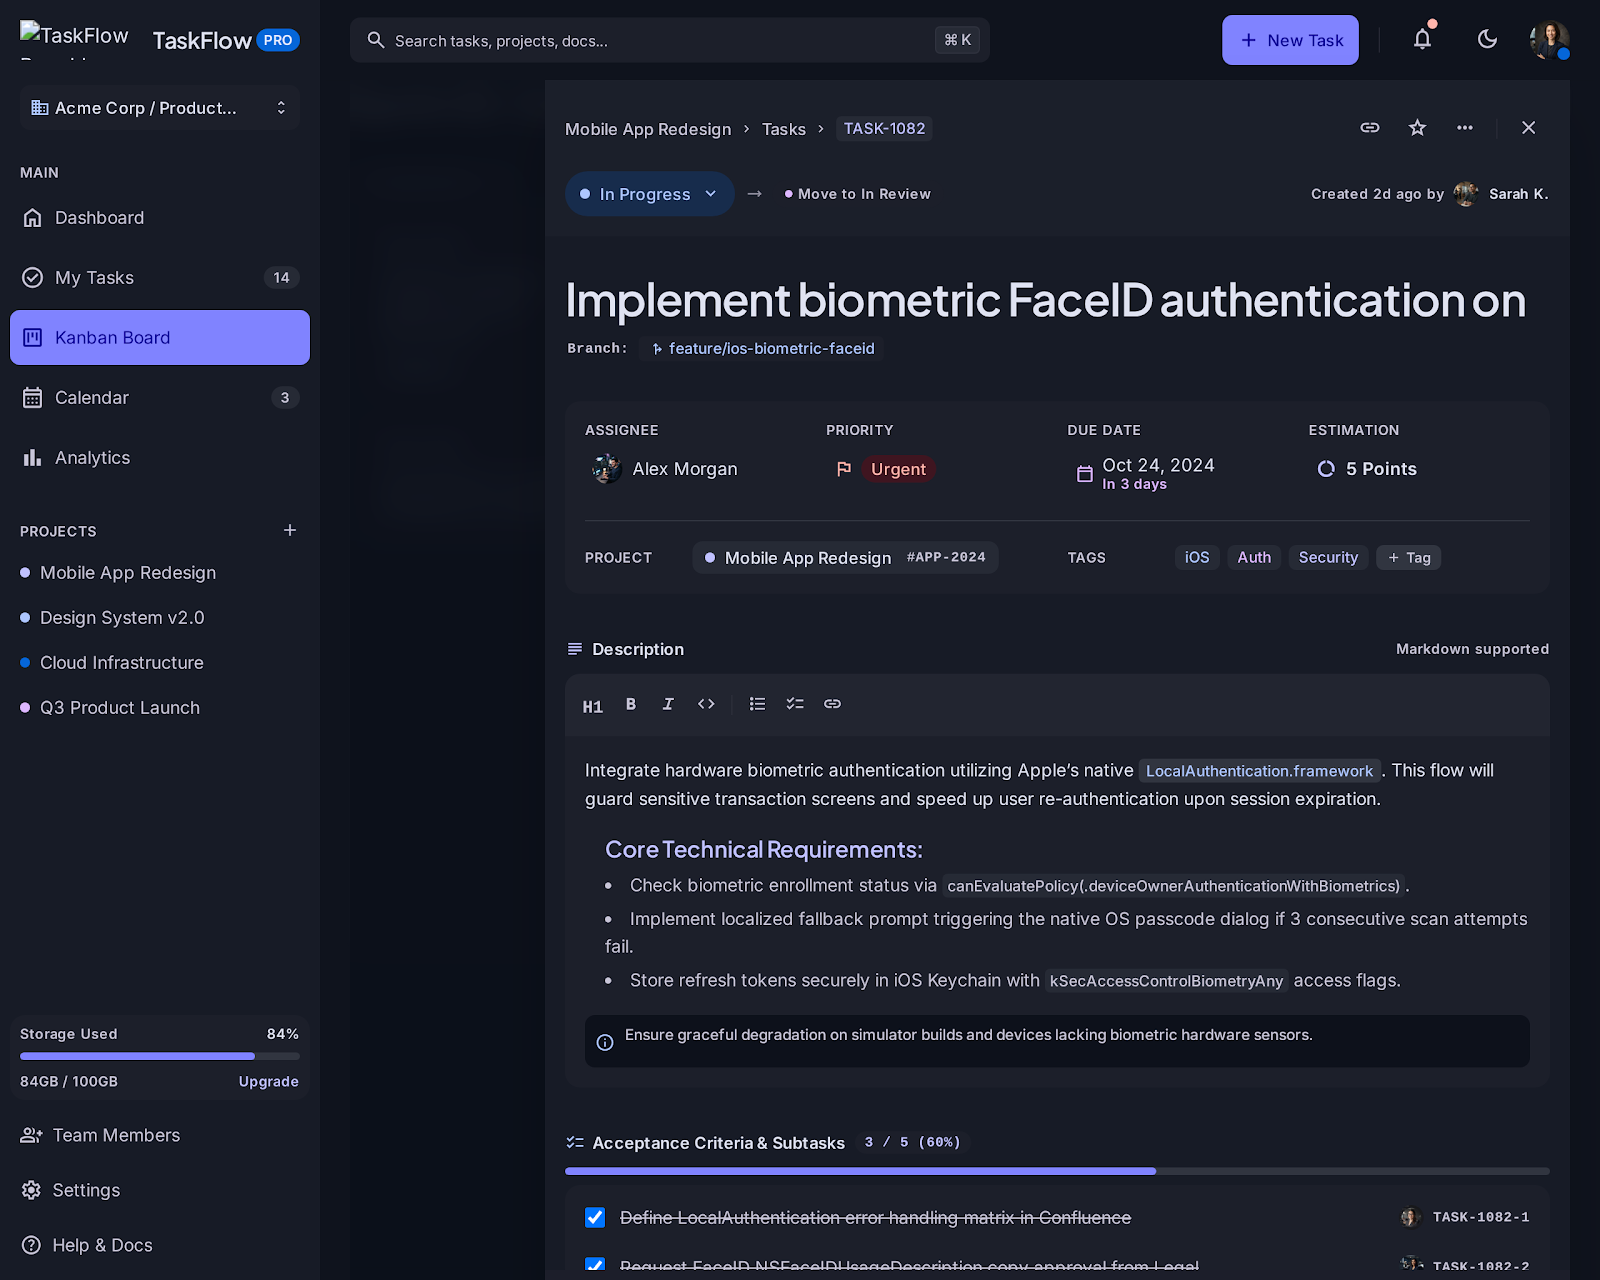 TaskFlow
TaskFlow PRO
Search tasks, projects, docs...
⌘ K
+ New Task
Acme Corp / Product...
MAIN
Dashboard
My Tasks 14
Kanban Board
Calendar 3
Analytics
PROJECTS +
Mobile App Redesign
Design System v2.0
Cloud Infrastructure
Q3 Product Launch
Storage Used 84%
84GB / 100GB Upgrade
Team Members
Settings
Help & Docs
Mobile App Redesign › Tasks › TASK-1082
In Progress → Move to In Review
Created 2d ago by Sarah K.
Implement biometric FaceID authentication on
Branch: feature/ios-biometric-faceid
ASSIGNEE PRIORITY DUE DATE ESTIMATION
Alex Morgan Urgent Oct 24, 2024 5 Points
In 3 days
PROJECT Mobile App Redesign #APP-2024 TAGS iOS Auth Security + Tag
Description Markdown supported
H1 B I <>
Integrate hardware biometric authentication utilizing Apple’s native LocalAuthentication.framework. This flow will
guard sensitive transaction screens and speed up user re-authentication upon session expiration.
Core Technical Requirements:
• Check biometric enrollment status via canEvaluatePolicy(.deviceOwnerAuthenticationWithBiometrics).
• Implement localized fallback prompt triggering the native OS passcode dialog if 3 consecutive scan attempts
fail.
• Store refresh tokens securely in iOS Keychain with kSecAccessControlBiometryAny access flags.
Ensure graceful degradation on simulator builds and devices lacking biometric hardware sensors.
Acceptance Criteria & Subtasks 3 / 5 (60%)
Define LocalAuthentication error handling matrix in Confluence TASK-1082-1
Request FaceID NSFaceIDUsageDescription copy approval from Legal TASK-1082-2